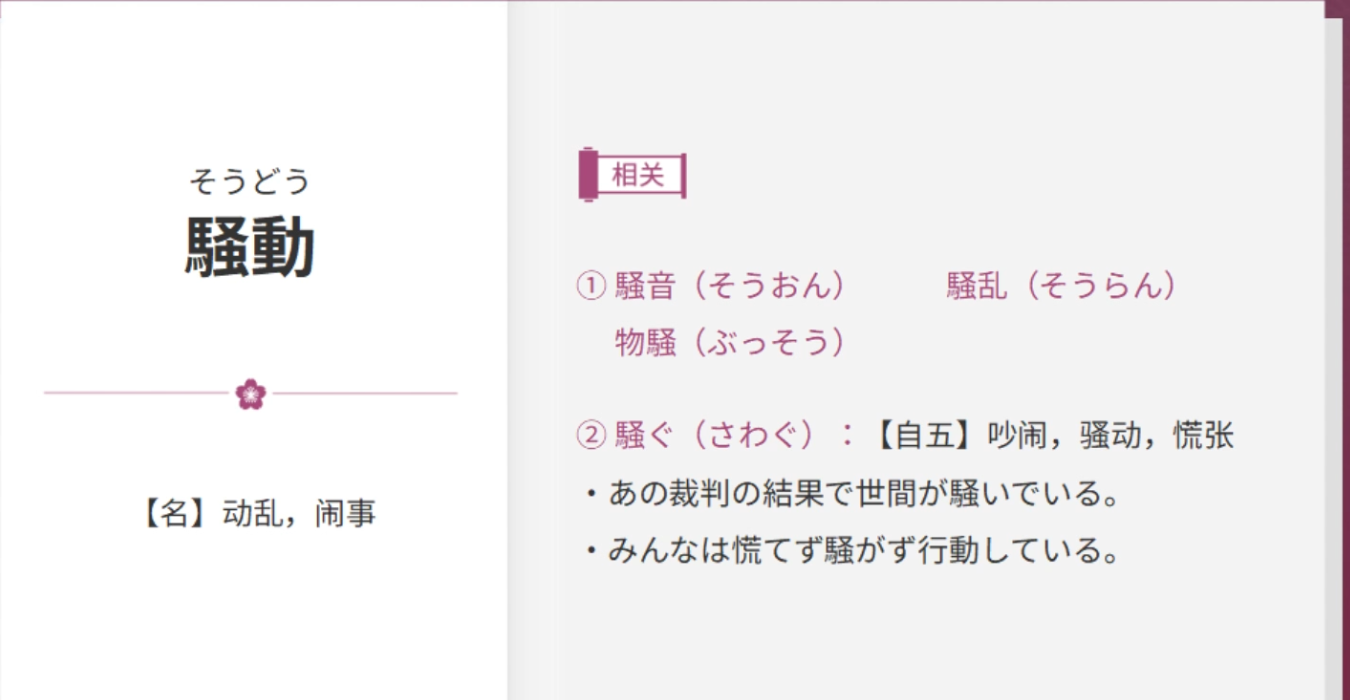 そうどう
騒動
【名】动乱，闹事
相关
① 騒音（そうおん） 騒乱（そうらん）
物騒（ぶっそう）
② 騒ぐ（さわぐ）：【自五】吵闹，骚动，慌张
・あの裁判の結果で世間が騒いでいる。
・みんなは慌てず騒がず行動している。